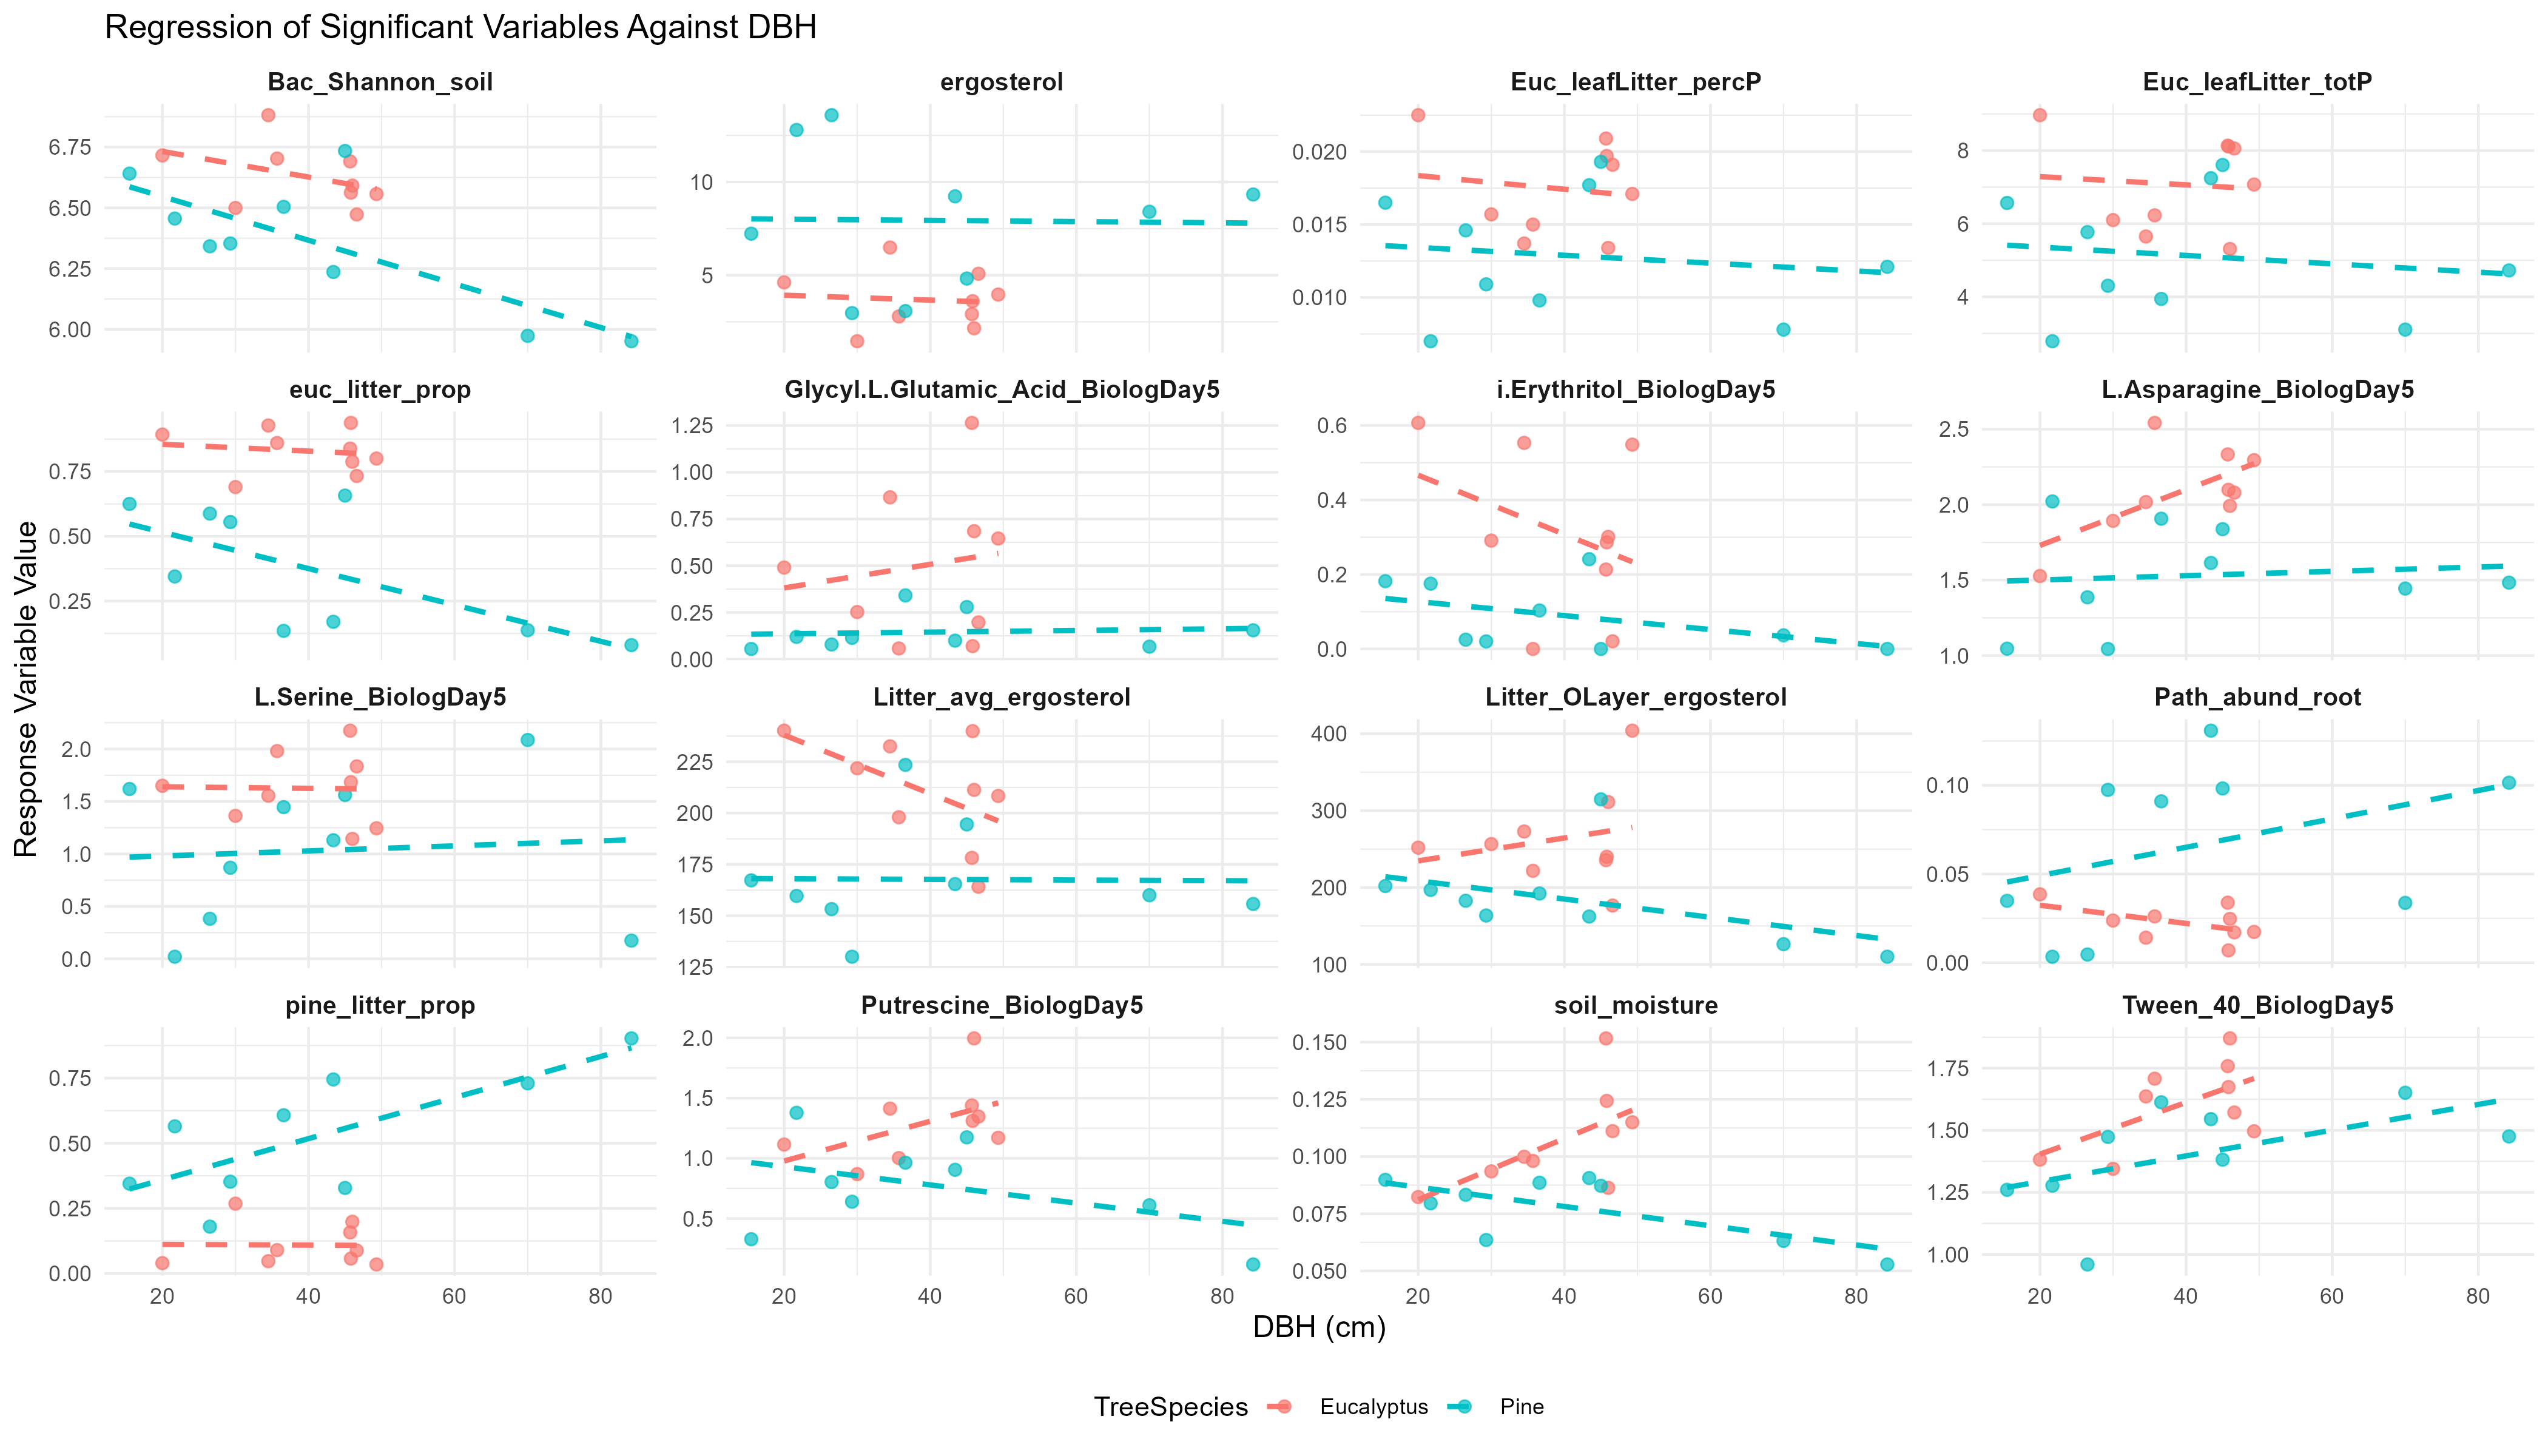 Regression of Significant Variables Against DBH
Bac_Shannon_soil
ergosterol
Euc_leafLitter_percP
Euc_leafLitter_totP
6.75
6.50
6.25
6.00
10
5
0.020
0.015
0.010
8
6
4
euc_litter_prop
Glycyl.L.Glutamic_Acid_BiologDay5
i.Erythritol_BiologDay5
L.Asparagine_BiologDay5
0.75
0.50
0.25
1.25
1.00
0.75
0.50
0.25
0.00
0.6
0.4
0.2
0.0
2.5
2.0
1.5
1.0
L.Serine_BiologDay5
Litter_avg_ergosterol
Litter_OLayer_ergosterol
Path_abund_root
2.0
1.5
1.0
0.5
0.0
225
200
175
150
125
400
300
200
100
0.10
0.05
0.00
pine_litter_prop
Putrescine_BiologDay5
soil_moisture
Tween_40_BiologDay5
0.75
0.50
0.25
0.00
2.0
1.5
1.0
0.5
0.150
0.125
0.100
0.075
0.050
1.75
1.50
1.25
1.00
20 40 60 80
20 40 60 80
20 40 60 80
20 40 60 80
Response Variable Value
DBH (cm)
TreeSpecies Eucalyptus Pine